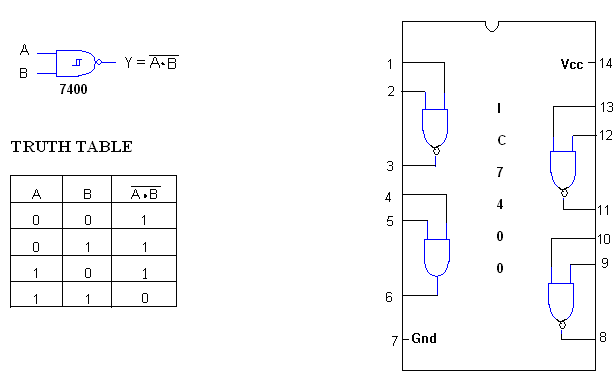 A
B
Y = A•B
7400
TRUTH TABLE
A B A•B
0 0 1
0 1 1
1 0 1
1 1 0
1
2
3
4
5
6
7 Gnd
I
C
7
4
0
0
Vcc 14
13
12
11
10
9
8